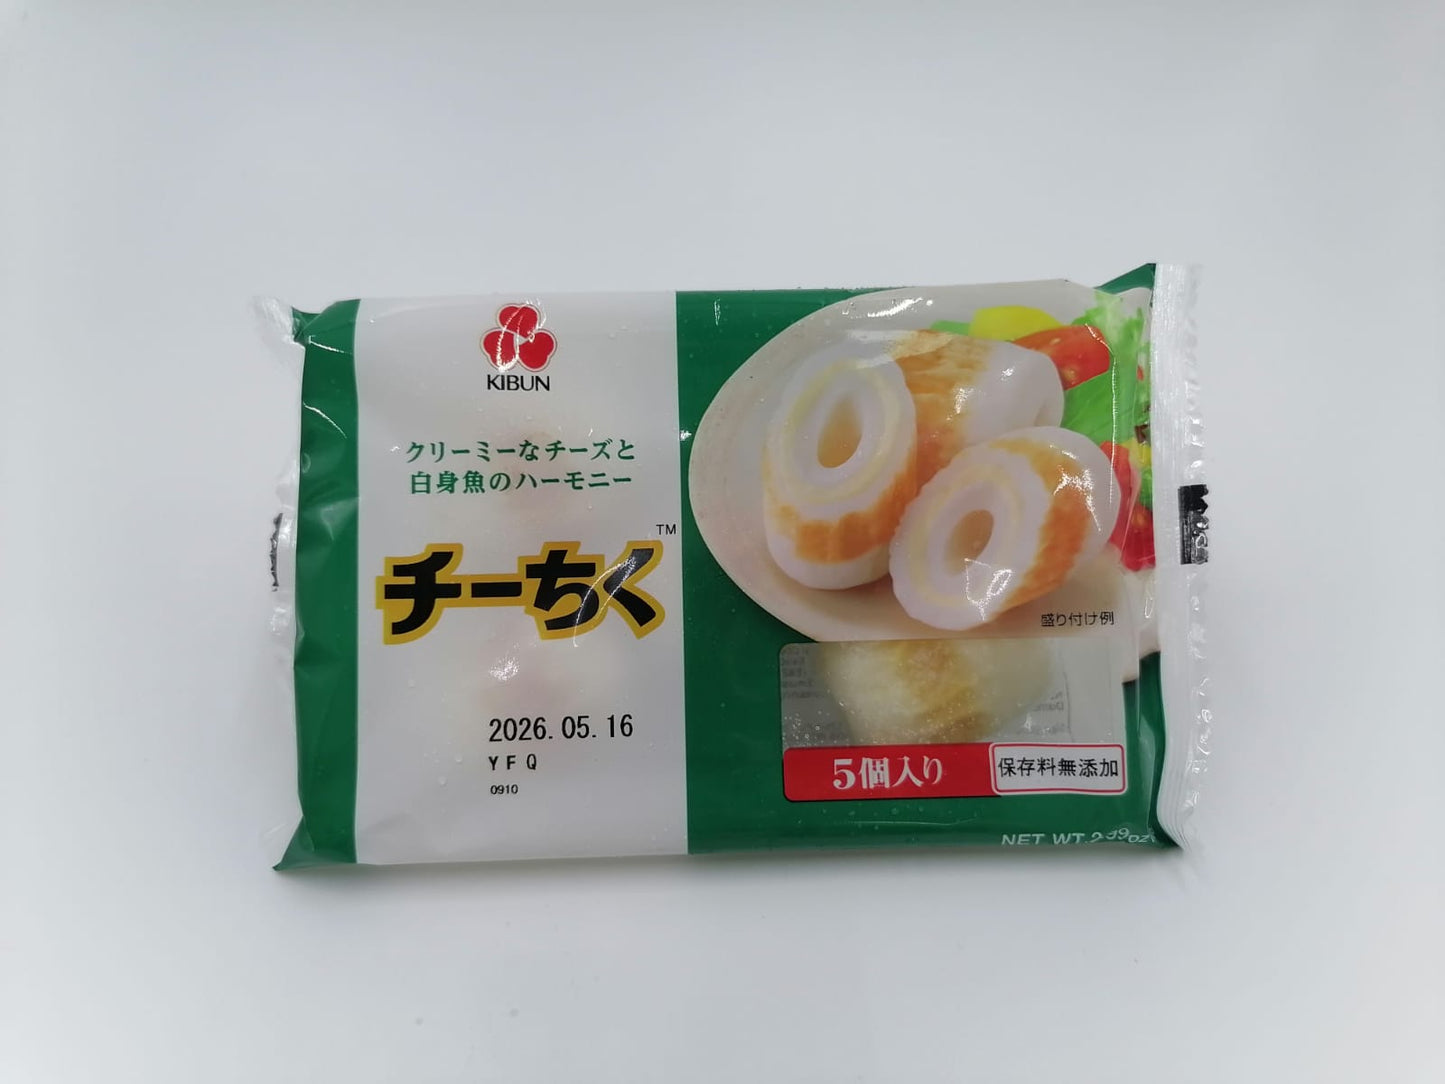 KIBUN
クリーミーなチーズと
白身魚のハーモニー
チーちく
TM
2026.05.16
YFQ
0910
盛り付け例
5個入り
保存料無添加
NET WT.